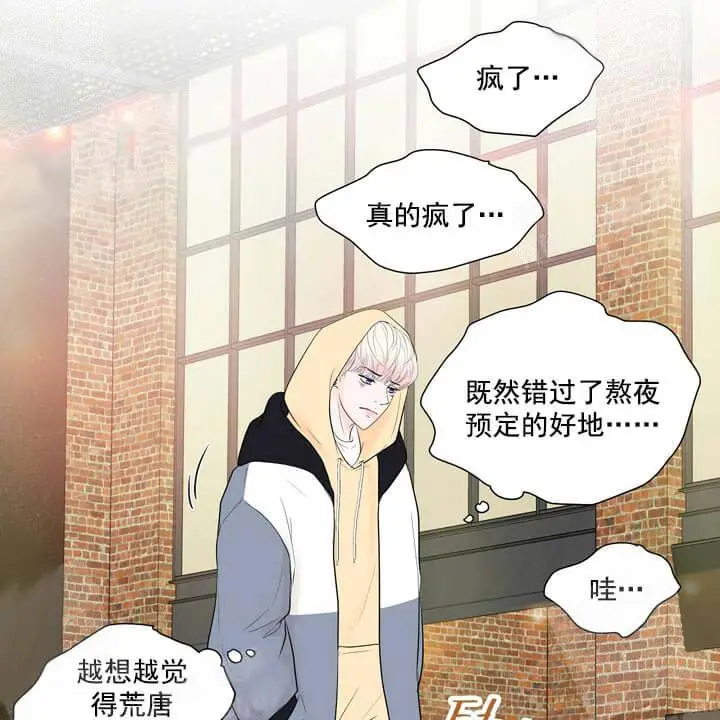 疯了…
真的疯了…
既然错过了熬夜
预定的好地……
哇…
越想越觉
得荒唐